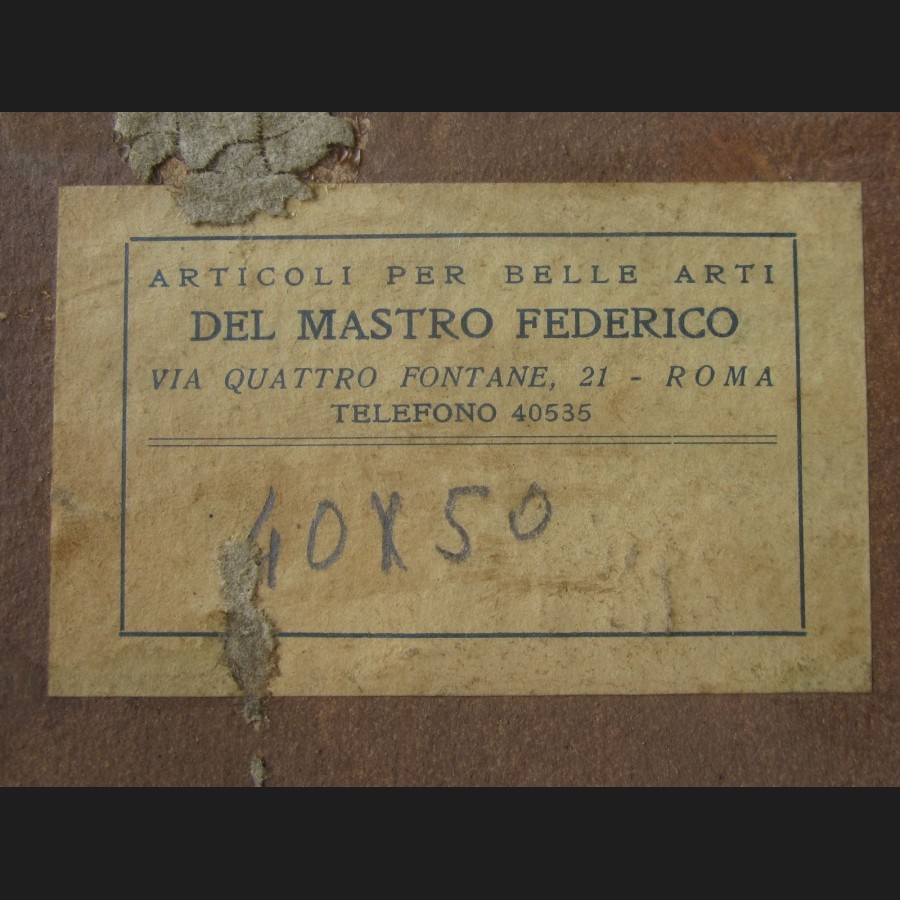 ARTICOLI PER BELLE ARTI
DEL MASTRO FEDERICO
VIA QUATTRO FONTANE, 21 - ROMA
TELEFONO 40535
40X50